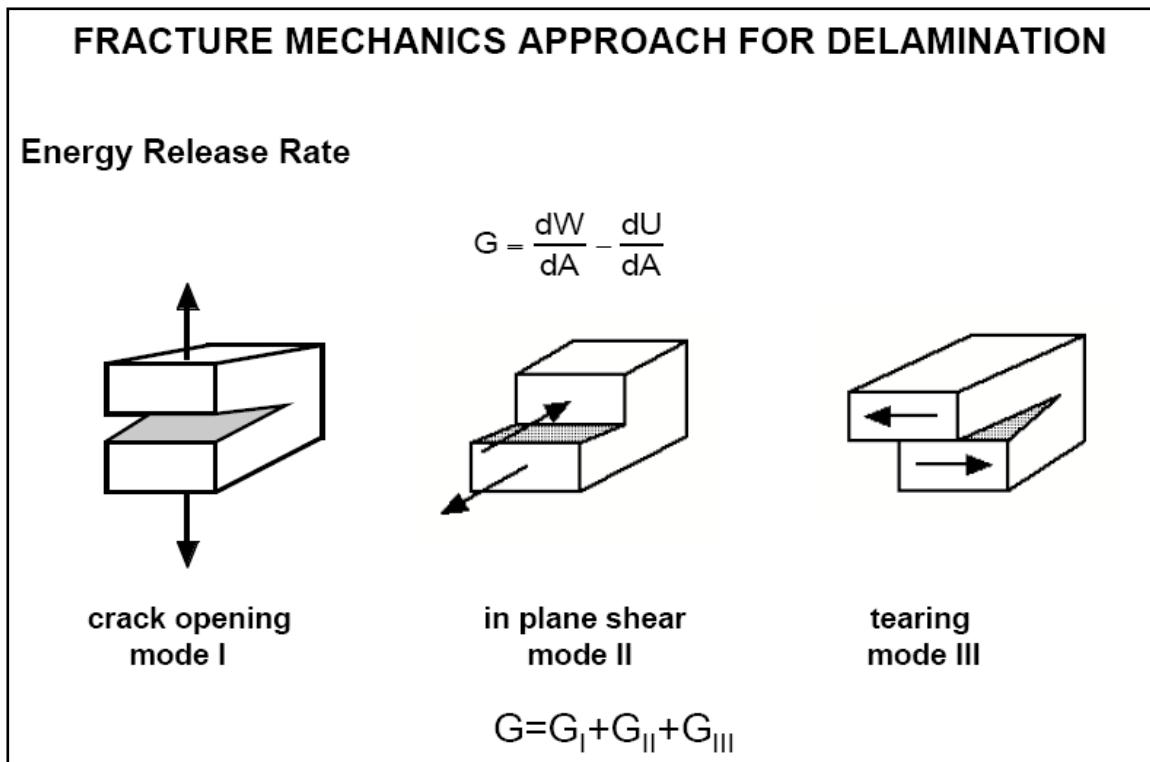 FRACTURE MECHANICS APPROACH FOR DELAMINATION
Energy Release Rate
G = dW/dA − dU/dA
crack opening
mode I
in plane shear
mode II
tearing
mode III
G=G_I+G_II+G_III